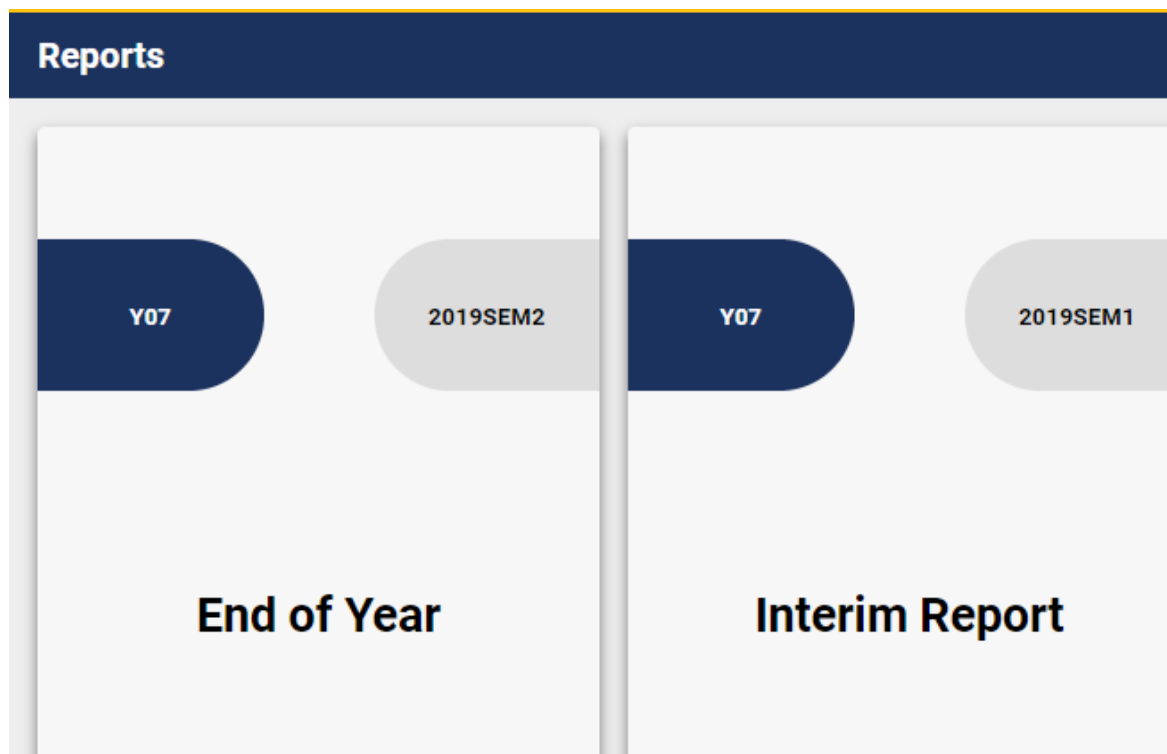 Reports
Y07
2019SEM2
End of Year
Y07
2019SEM1
Interim Report